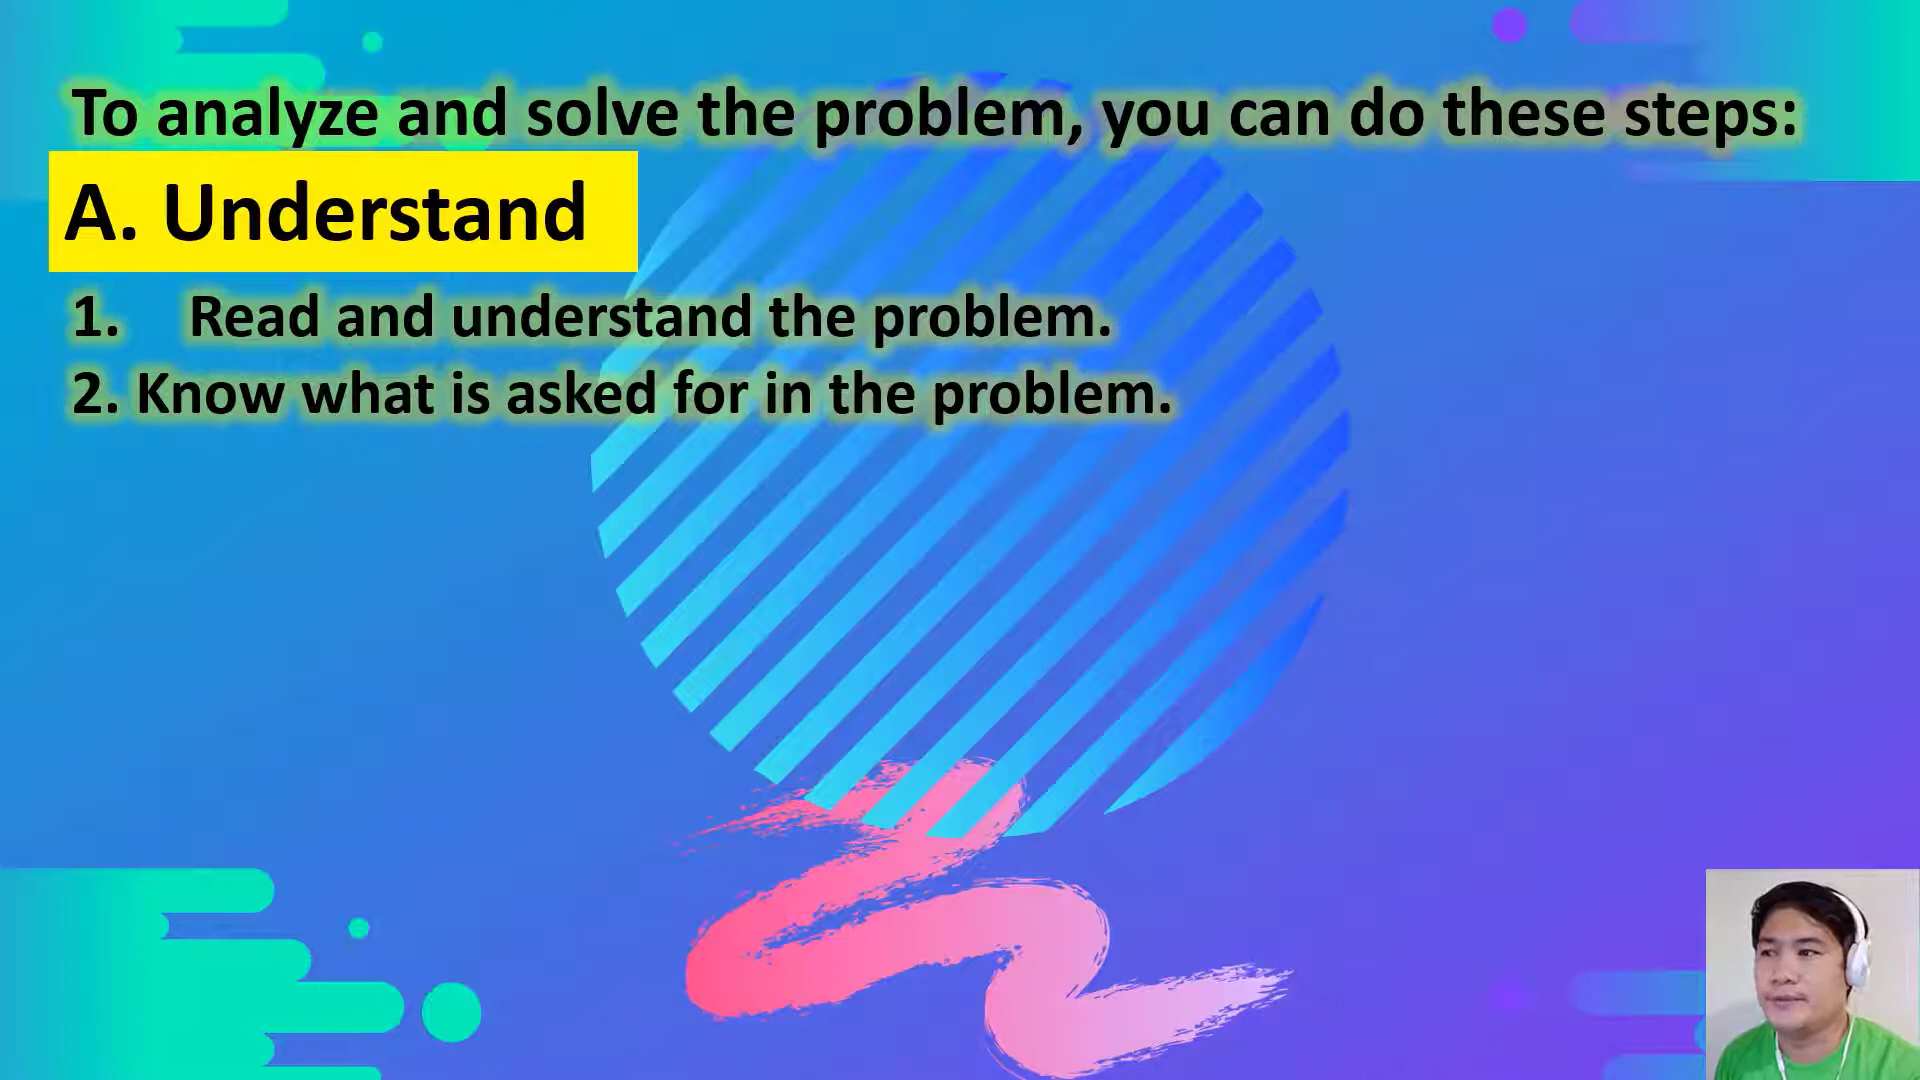 To analyze and solve the problem, you can do these steps:
A. Understand
1. Read and understand the problem.
2. Know what is asked for in the problem.